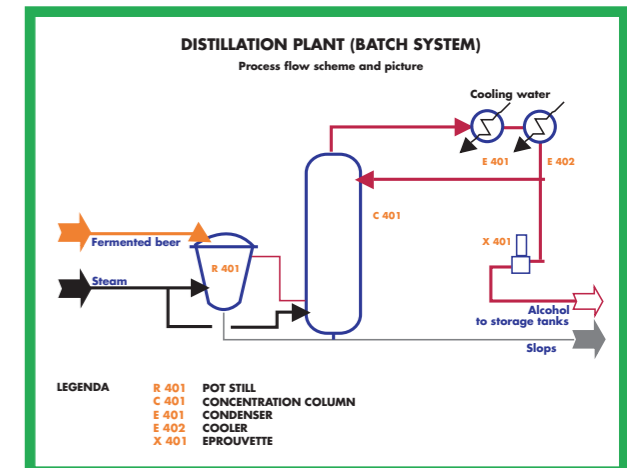 DISTILLATION PLANT (BATCH SYSTEM)
Process flow scheme and picture
Cooling water
E 401
E 402
C 401
Fermented beer
X 401
R 401
Steam
Alcohol
to storage tanks
Slops
LEGENDA
R 401 POT STILL
C 401 CONCENTRATION COLUMN
E 401 CONDENSER
E 402 COOLER
X 401 EPROUVETTE